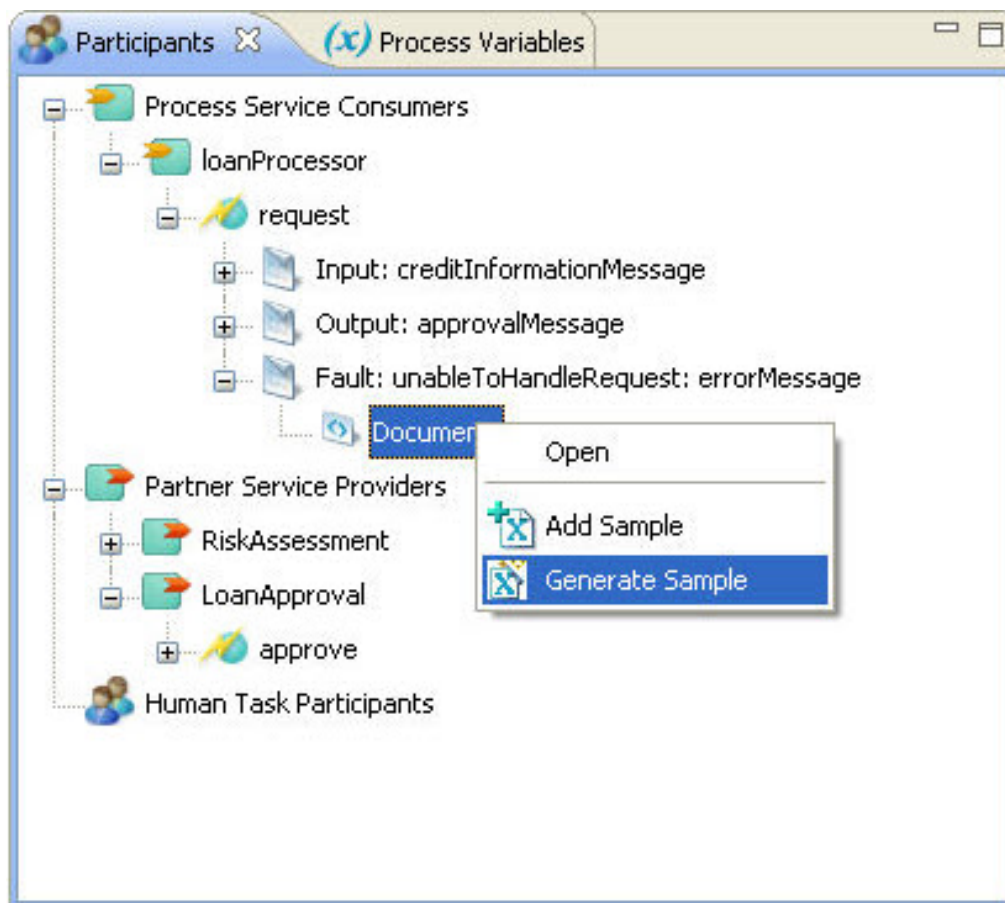 Participants (x) Process Variables
Process Service Consumers
loanProcessor
request
Input: creditInformationMessage
Output: approvalMessage
Fault: unableToHandleRequest: errorMessage
Documen
Open
Partner Service Providers
Add Sample
RiskAssessment
Generate Sample
LoanApproval
approve
Human Task Participants